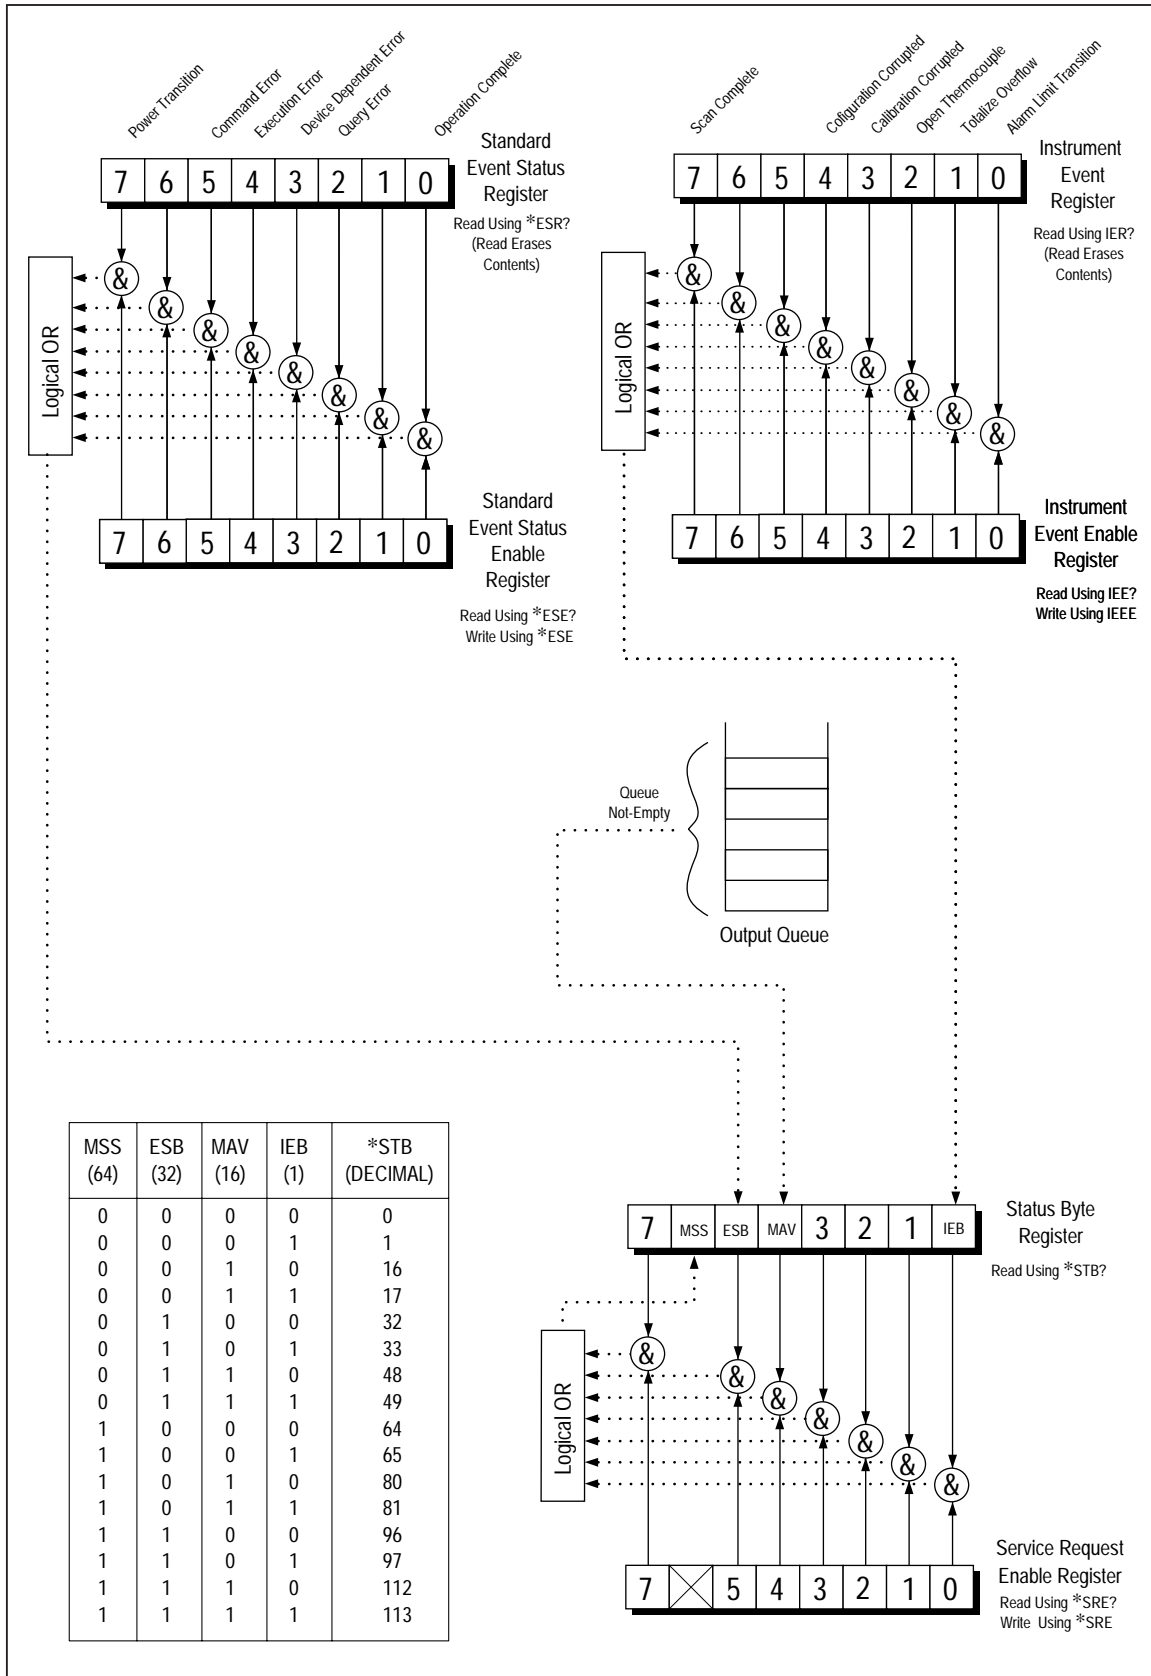 Power Transition
Command Error
Execution Error
Device Dependent Error
Query Error
Operation Complete
7 6 5 4 3 2 1 0
Standard
Event Status
Register
Read Using *ESR?
(Read Erases
Contents)
Logical OR
& & & & & & & &
7 6 5 4 3 2 1 0
Standard
Event Status
Enable
Register
Read Using *ESE?
Write Using *ESE
Scan Complete
Cofiguration Corrupted
Calibration Corrupted
Open Thermocouple
Totalize Overflow
Alarm Limit Transition
7 6 5 4 3 2 1 0
Instrument
Event
Register
Read Using IER?
(Read Erases
Contents)
Logical OR
& & & & & & & &
7 6 5 4 3 2 1 0
Instrument
Event Enable
Register
Read Using IEE?
Write Using IEEE
Queue
Not-Empty
Output Queue
MSS ESB MAV IEB *STB
(64) (32) (16) (1) (DECIMAL)
0 0 0 0 0
0 0 0 1 1
0 0 1 0 16
0 0 1 1 17
0 1 0 0 32
0 1 0 1 33
0 1 1 0 48
0 1 1 1 49
1 0 0 0 64
1 0 0 1 65
1 0 1 0 80
1 0 1 1 81
1 1 0 0 96
1 1 0 1 97
1 1 1 0 112
1 1 1 1 113
7 MSS ESB MAV 3 2 1 IEB
Status Byte
Register
Read Using *STB?
Logical OR
& & & & & & &
7 5 4 3 2 1 0
Service Request
Enable Register
Read Using *SRE?
Write Using *SRE